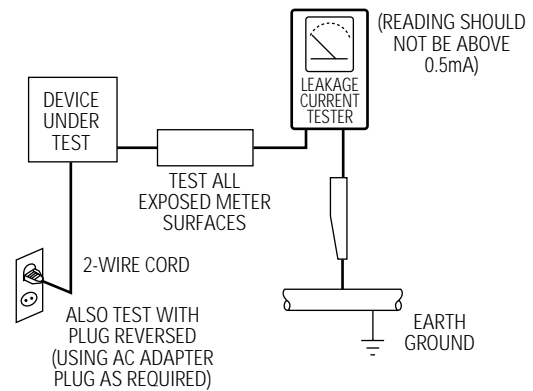 (READING SHOULD
NOT BE ABOVE
0.5mA)
LEAKAGE
CURRENT
TESTER
DEVICE
UNDER
TEST
TEST ALL
EXPOSED METER
SURFACES
2-WIRE CORD
ALSO TEST WITH
PLUG REVERSED
(USING AC ADAPTER
PLUG AS REQUIRED)
EARTH
GROUND